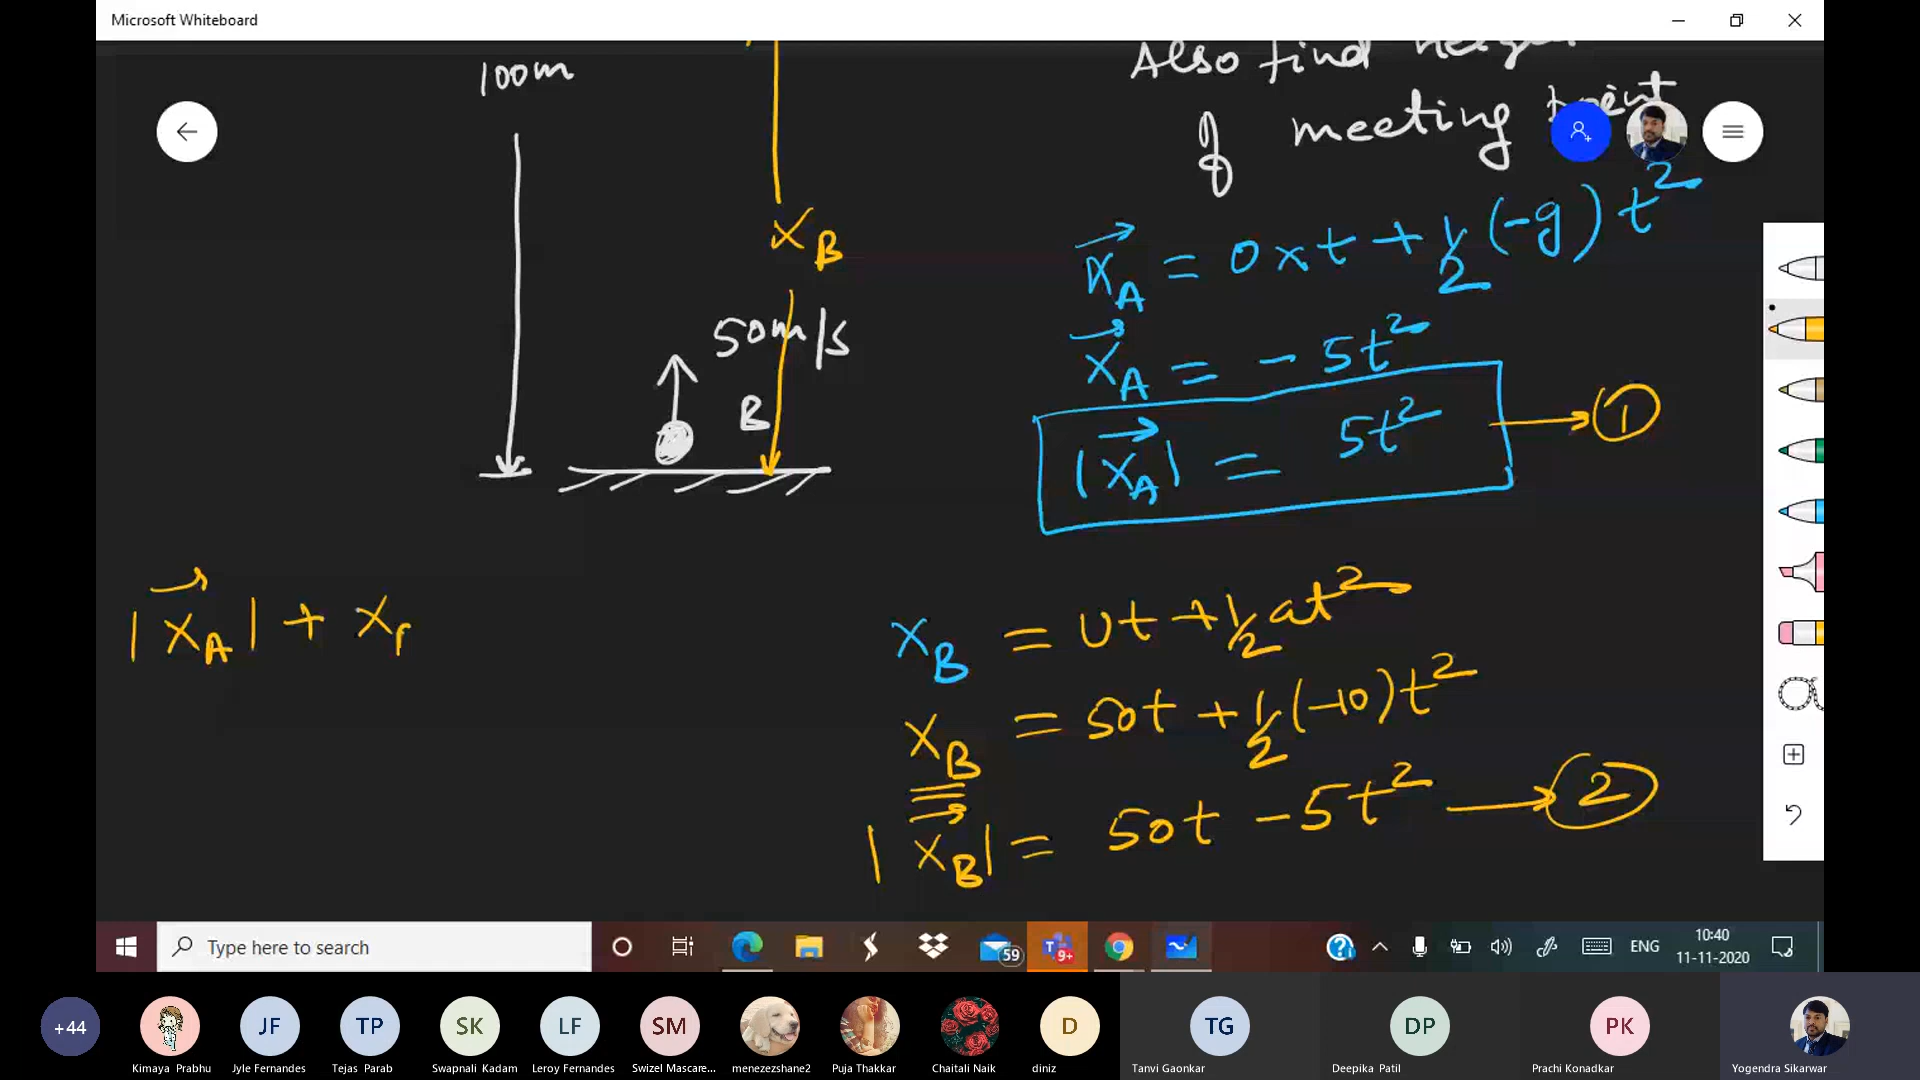 Microsoft Whiteboard
100m
Also find
of meeting point
X_B
50m/s
B
X_A = 0xt + 1/2 (-g) t²
X_A = - 5t²
|X_A| = 5t² → ①
|X_A| + X
X_B = Ut + 1/2 at²
X_B = 50t + 1/2 (-10) t²
|X_B| = 50t - 5t² → ②
Type here to search
59
9+
ENG
10:40
11-11-2020
+44
JF
TP
SK
LF
SM
D
TG
DP
PK
Kimaya Prabhu
Jyle Fernandes
Tejas Parab
Swapnali Kadam
Leroy Fernandes
Swizel Mascare...
menezezshane2
Puja Thakkar
Chaitali Naik
diniz
Tanvi Gaonkar
Deepika Patil
Prachi Konadkar
Yogendra Sikarwar